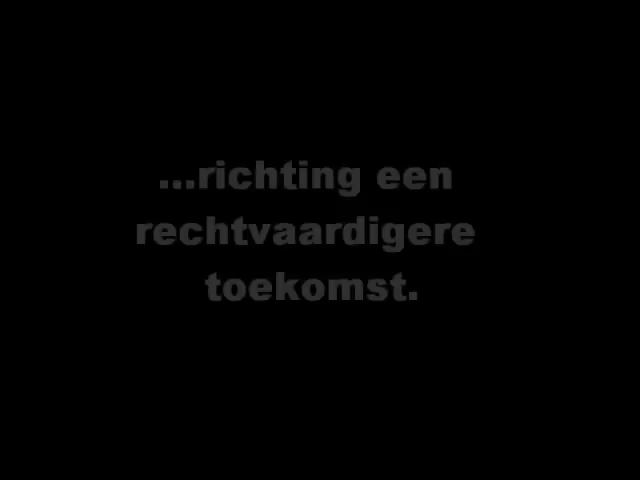 ...richting een
rechtvaardigere
toekomst.